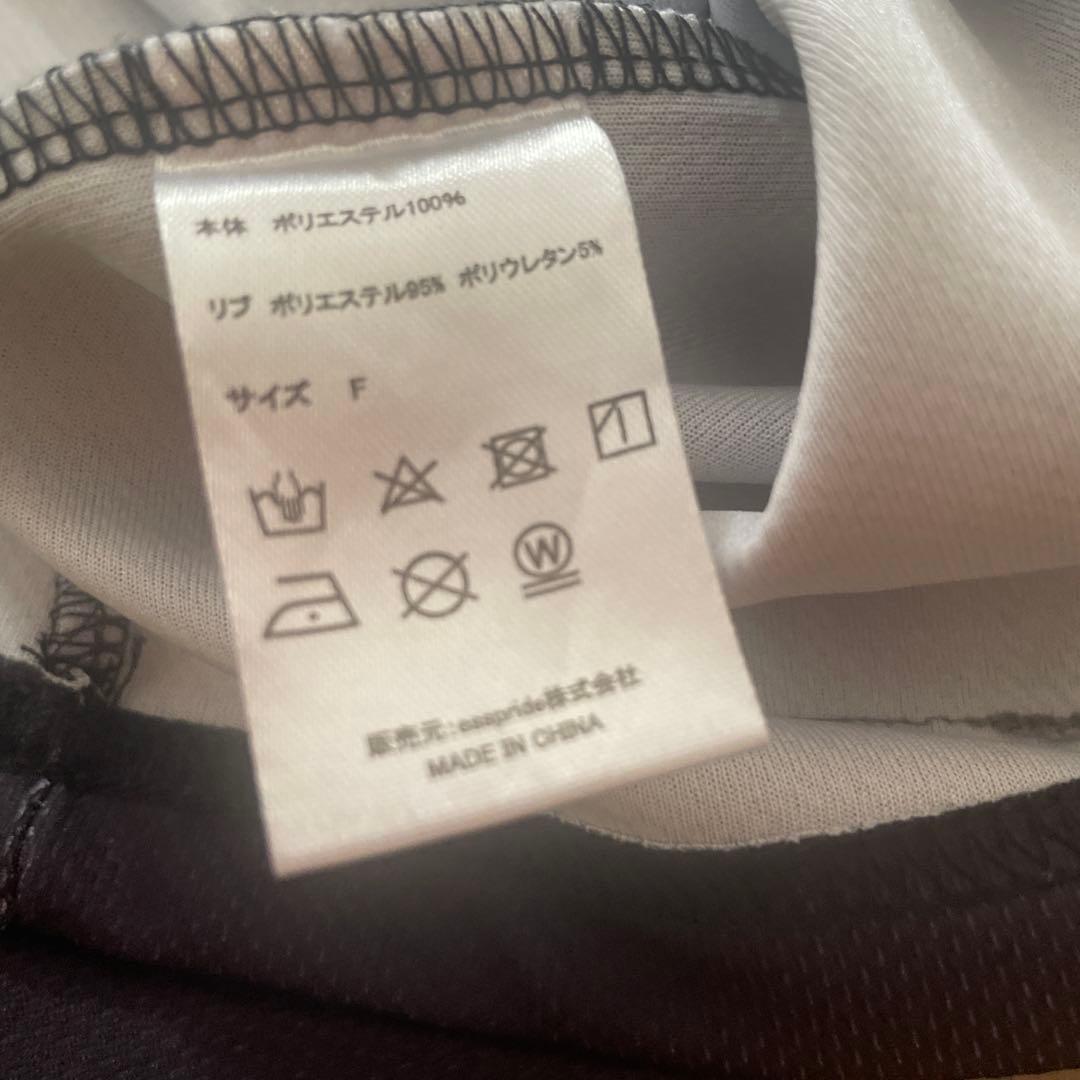 本体 ポリエステル100%
リブ ポリエステル95% ポリウレタン5%
サイズ F
W
販売元:esapride株式会社
MADE IN CHINA